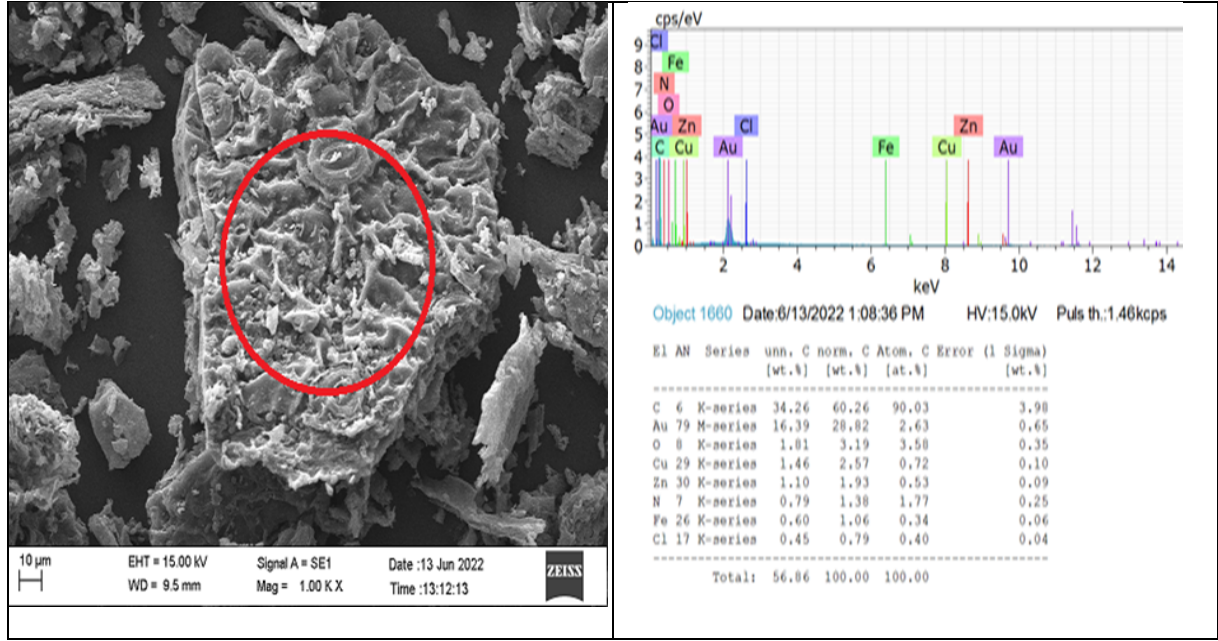 10 µm
EHT = 15.00 kV
Signal A = SE1
Date :13 Jun 2022
WD = 9.5 mm
Mag = 1.00 K X
Time :13:12:13
ZEISS
cps/eV
9
8
7
6
5
4
3
2
1
0
Cl
Fe
N
O
Au Zn Cl Zn
C Cu Au Fe Cu Au
2 4 6 8 10 12 14
keV
Object 1660 Date:6/13/2022 1:08:36 PM HV:15.0kV Puls th.:1.46kcps
El AN Series unn. C norm. C Atom. C Error (1 Sigma)
[wt.%] [wt.%] [at.%] [wt.%]
C 6 K-series 34.26 60.26 90.03 3.98
Au 79 M-series 16.39 28.82 2.63 0.65
O 8 K-series 1.81 3.19 3.58 0.35
Cu 29 K-series 1.46 2.57 0.72 0.10
Zn 30 K-series 1.10 1.93 0.53 0.09
N 7 K-series 0.79 1.38 1.77 0.25
Fe 26 K-series 0.60 1.06 0.34 0.06
Cl 17 K-series 0.45 0.79 0.40 0.04
Total: 56.86 100.00 100.00